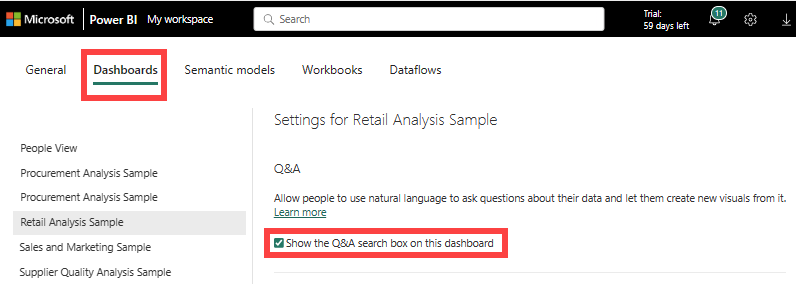 Microsoft Power BI My workspace
Search
Trial:
59 days left
11
General Dashboards Semantic models Workbooks Dataflows
Settings for Retail Analysis Sample
People View
Procurement Analysis Sample
Procurement Analysis Sample
Retail Analysis Sample
Sales and Marketing Sample
Supplier Quality Analysis Sample
Q&A
Allow people to use natural language to ask questions about their data and let them create new visuals from it.
Learn more
Show the Q&A search box on this dashboard